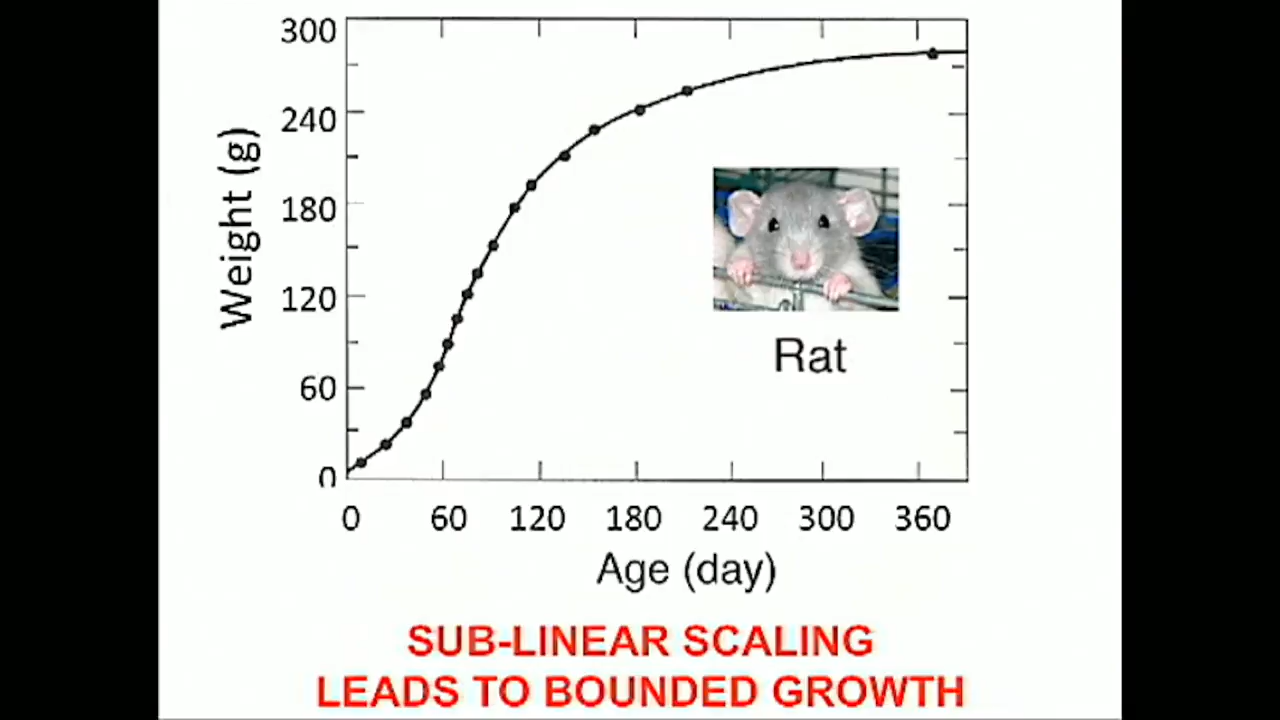 300
240
180
120
60
0
Weight (g)
Rat
0 60 120 180 240 300 360
Age (day)
SUB-LINEAR SCALING
LEADS TO BOUNDED GROWTH